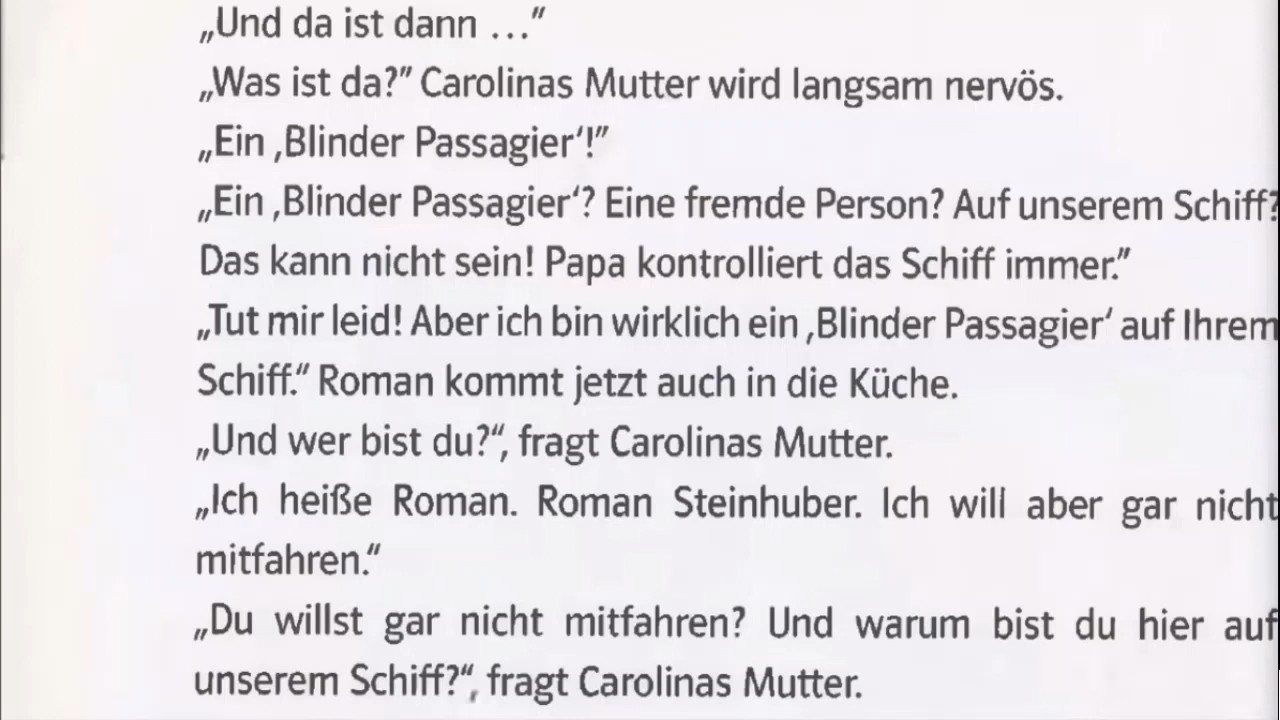 „Und da ist dann …”
„Was ist da?” Carolinas Mutter wird langsam nervös.
„Ein ‚Blinder Passagier‘!”
„Ein ‚Blinder Passagier‘? Eine fremde Person? Auf unserem Schiff?
Das kann nicht sein! Papa kontrolliert das Schiff immer.”
„Tut mir leid! Aber ich bin wirklich ein ‚Blinder Passagier‘ auf Ihrem
Schiff.“ Roman kommt jetzt auch in die Küche.
„Und wer bist du?“, fragt Carolinas Mutter.
„Ich heiße Roman. Roman Steinhuber. Ich will aber gar nicht
mitfahren.“
„Du willst gar nicht mitfahren? Und warum bist du hier auf
unserem Schiff?“, fragt Carolinas Mutter.